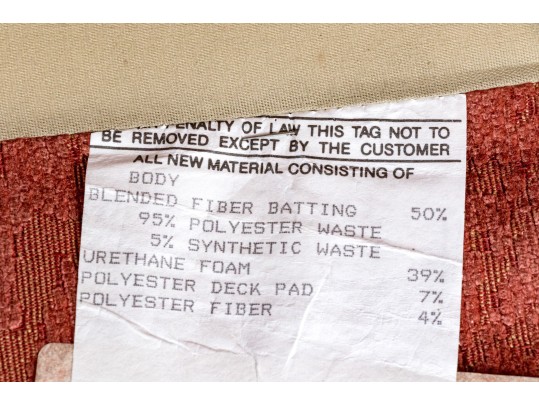 PENALTY OF LAW THIS TAG NOT TO
BE REMOVED EXCEPT BY THE CUSTOMER
ALL NEW MATERIAL CONSISTING OF
BODY
BLENDED FIBER BATTING 50%
95% POLYESTER WASTE
5% SYNTHETIC WASTE
URETHANE FOAM 39%
POLYESTER DECK PAD 7%
POLYESTER FIBER 4%